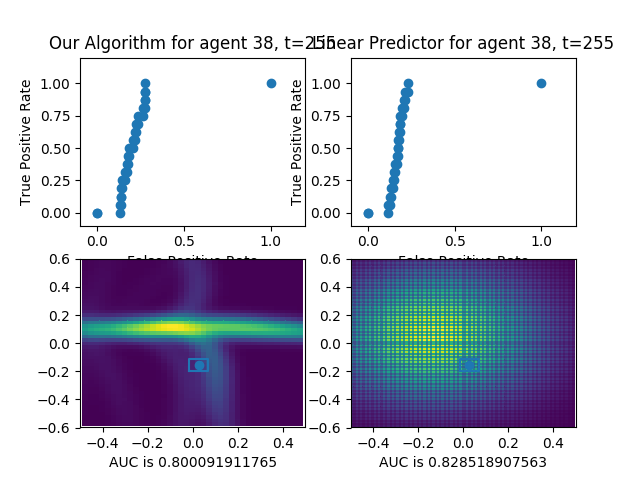 Our Algorithm for agent 38, t=255
Linear Predictor for agent 38, t=255
True Positive Rate
1.00
0.75
0.50
0.25
0.00
0.0 0.5 1.0
False Positive Rate
True Positive Rate
1.00
0.75
0.50
0.25
0.00
0.0 0.5 1.0
False Positive Rate
0.6
0.4
0.2
0.0
−0.2
−0.4
−0.6
−0.4 −0.2 0.0 0.2 0.4
AUC is 0.800091911765
0.6
0.4
0.2
0.0
−0.2
−0.4
−0.6
−0.4 −0.2 0.0 0.2 0.4
AUC is 0.828518907563